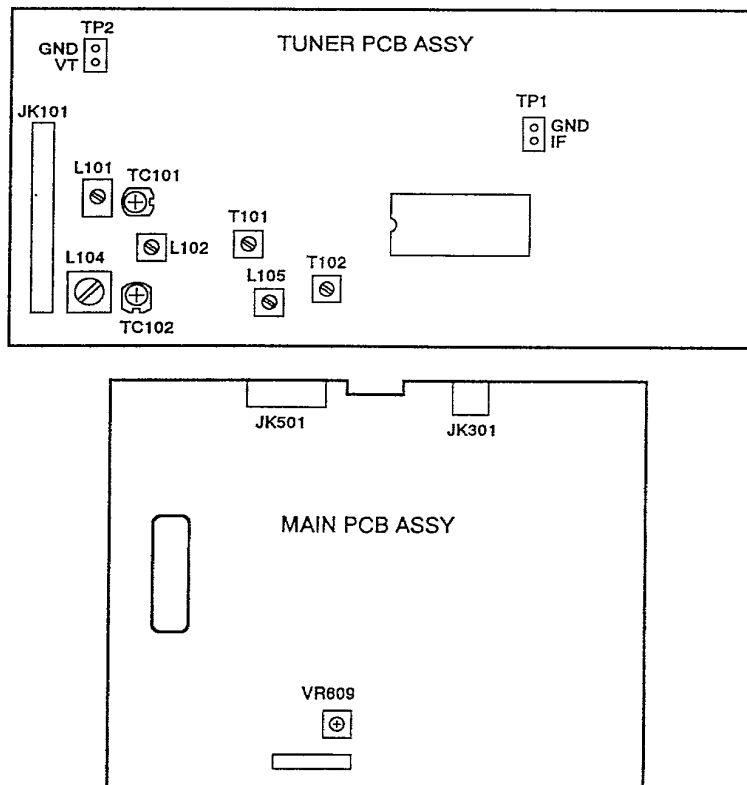 TP2
GND
VT
TUNER PCB ASSY
TP1
GND
IF
JK101
L101
TC101
T101
L102
L104
T102
L105
TC102
JK501
JK301
MAIN PCB ASSY
VR609